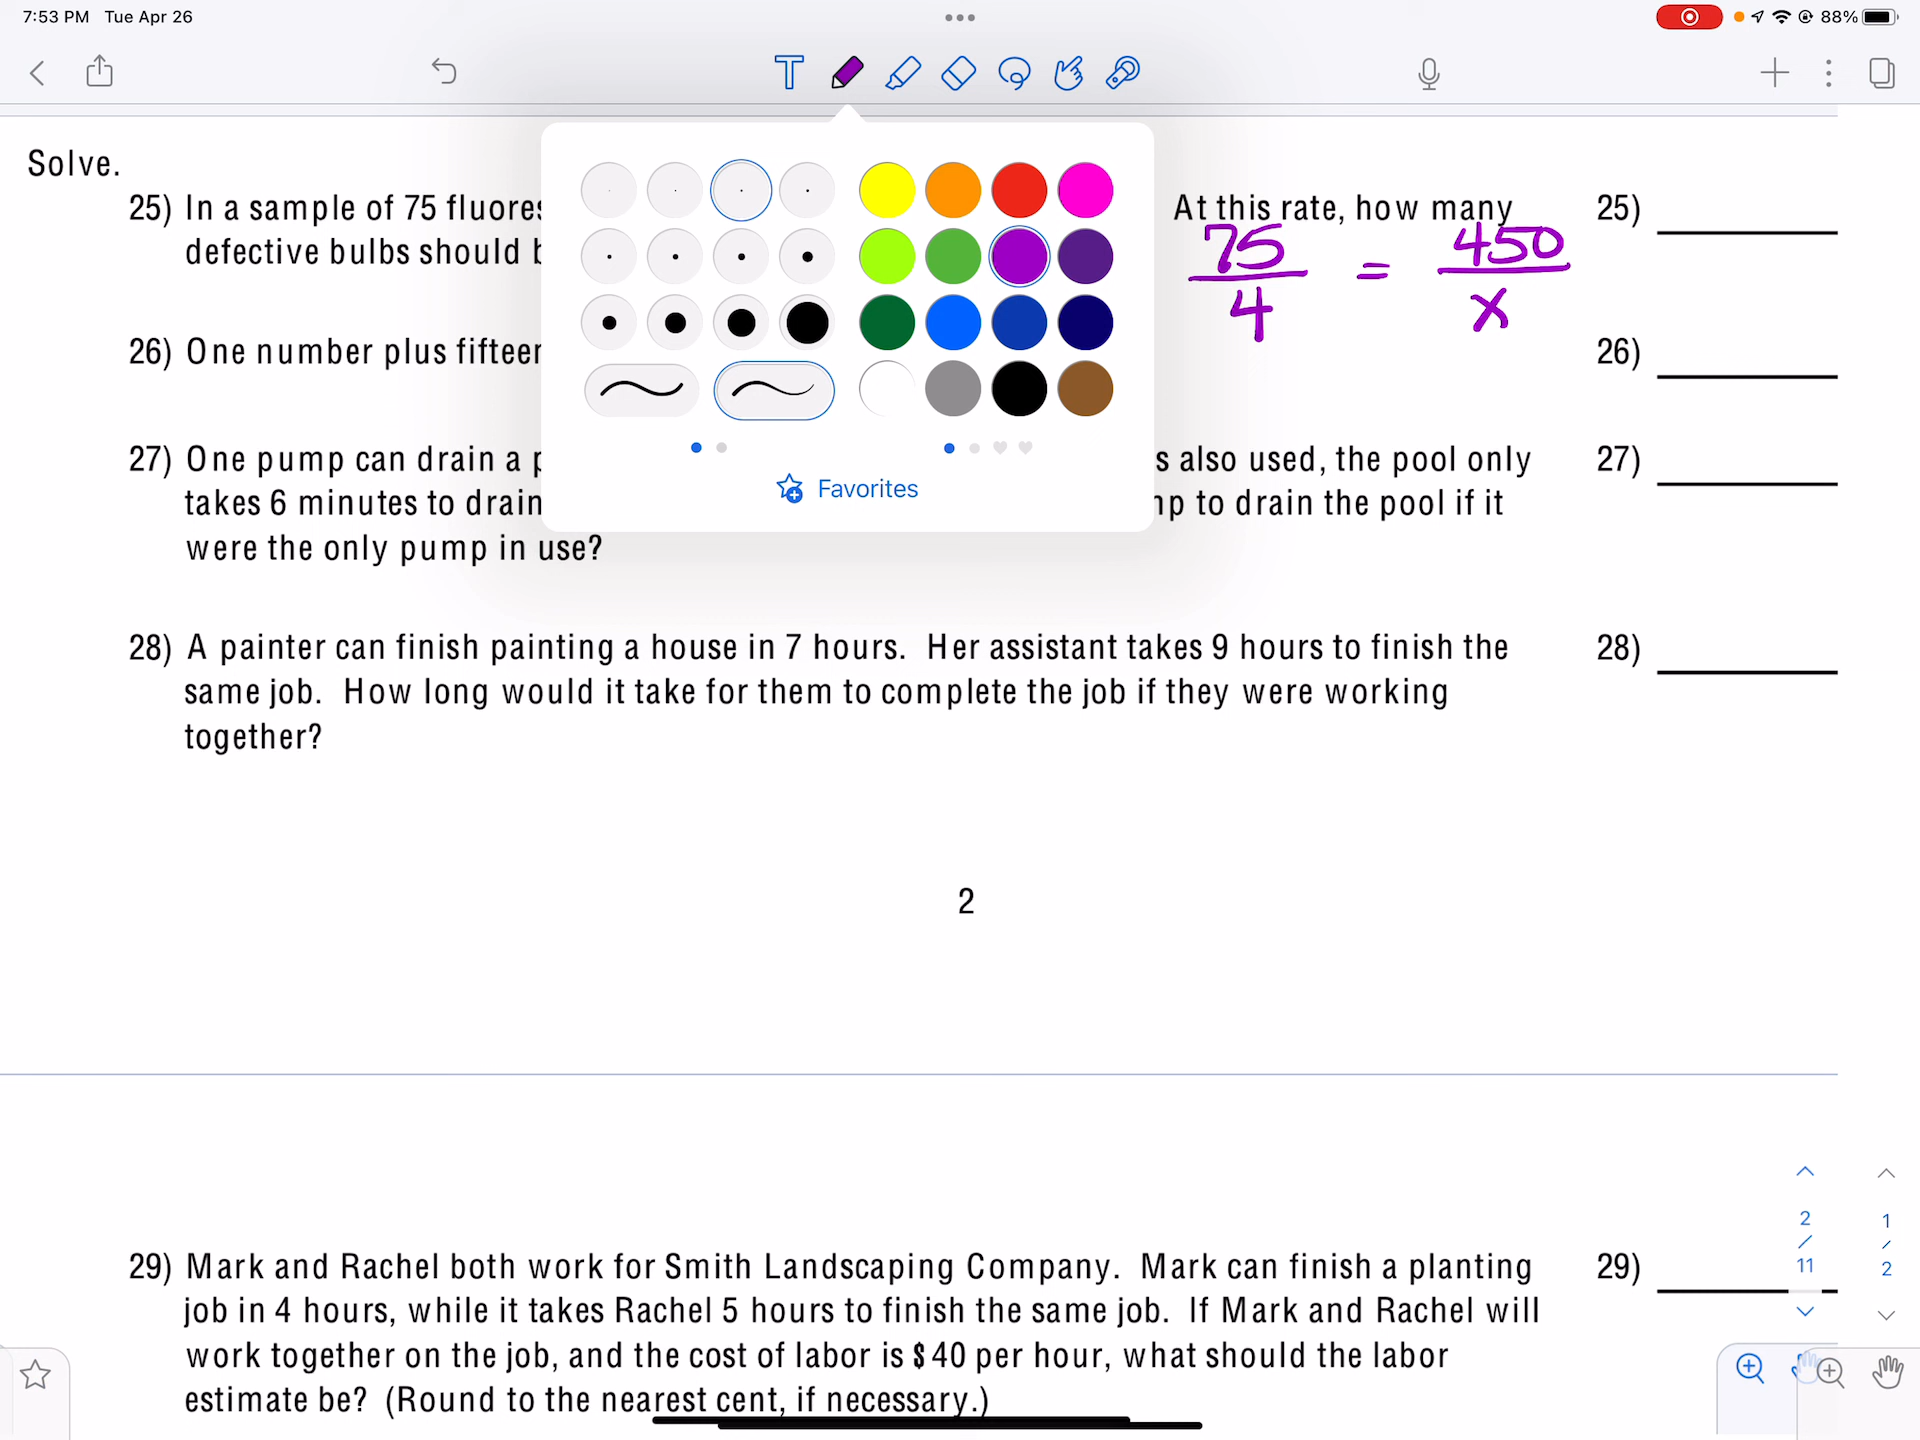 7:53 PM Tue Apr 26
88%
T
Solve.
25) In a sample of 75 At this rate, how many 25)
defective bulbs should
75 = 450
4 x
26) One number plus 26)
27) One pump can drain a s also used, the pool only 27)
takes 6 minutes to drain to drain the pool if it
were the only pump in use?
Favorites
28) A painter can finish painting a house in 7 hours. Her assistant takes 9 hours to finish the 28)
same job. How long would it take for them to complete the job if they were working
together?
2
29) Mark and Rachel both work for Smith Landscaping Company. Mark can finish a planting 29)
job in 4 hours, while it takes Rachel 5 hours to finish the same job. If Mark and Rachel will
work together on the job, and the cost of labor is $40 per hour, what should the labor
estimate be? (Round to the nearest cent, if necessary.)
2 / 11
1 / 2